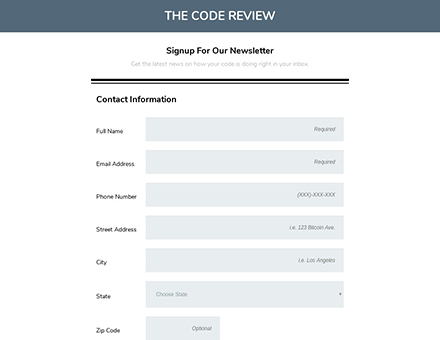 THE CODE REVIEW
Signup For Our Newsletter
Get the latest news on how your code is doing right in your inbox.
Contact Information
Full Name
Required
Email Address
Required
Phone Number
(XXX)-XXX-XXX
Street Address
i.e. 123 Bitcoin Ave.
City
i.e. Los Angeles
State
Choose State
Zip Code
Optional